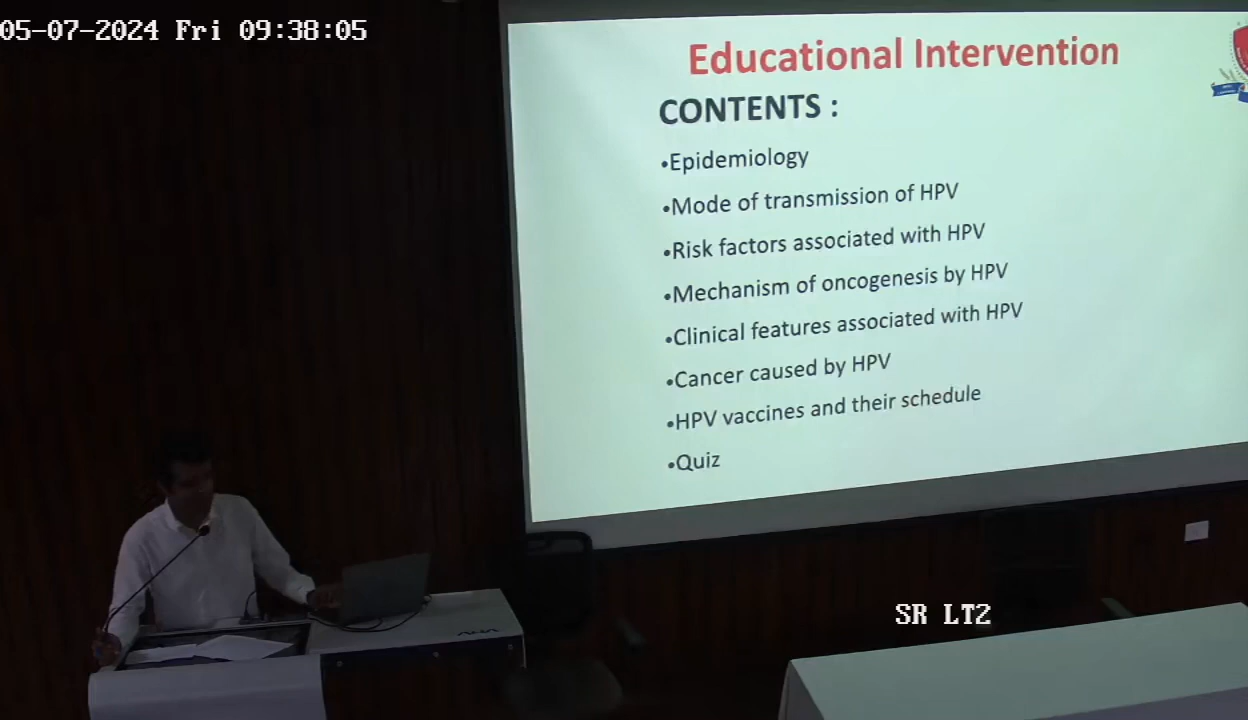 05-07-2024 Fri 09:38:05
Educational Intervention
CONTENTS :
•Epidemiology
•Mode of transmission of HPV
•Risk factors associated with HPV
•Mechanism of oncogenesis by HPV
•Clinical features associated with HPV
•Cancer caused by HPV
•HPV vaccines and their schedule
•Quiz
SR LT2